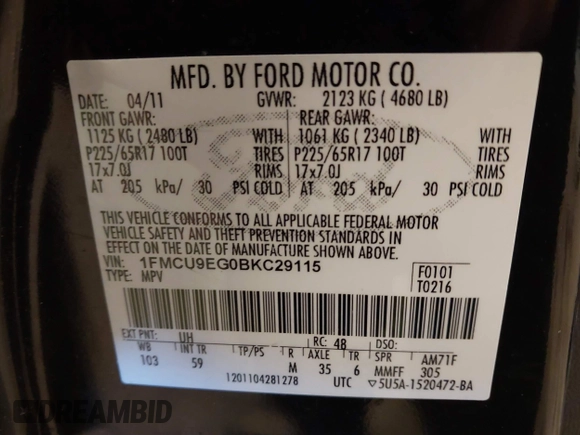 MFD. BY FORD MOTOR CO.
DATE: 04/11 GVWR: 2123 KG ( 4680 LB)
FRONT GAWR: REAR GAWR:
1125 KG ( 2480 LB) WITH 1061 KG ( 2340 LB) WITH
P225/65R17 100T TIRES P225/65R17 100T TIRES
17x7.0J RIMS 17x7.0J RIMS
AT 205 kPa/ 30 PSI COLD AT 205 kPa/ 30 PSI COLD
THIS VEHICLE CONFORMS TO ALL APPLICABLE FEDERAL MOTOR
VEHICLE SAFETY AND THEFT PREVENTION STANDARDS IN
EFFECT ON THE DATE OF MANUFACTURE SHOWN ABOVE.
VIN: 1FMCU9EG0BKC29115 F0101
TYPE: MPV T0216
EXT PNT: UH RC: 48 DSO:
WB INT TR TP/PS R AXLE TR SPR AM71F
103 59 M 35 6 MMFF 305
1201104281278 UTC ▽5U5A-1520472-BA
DREAMBID